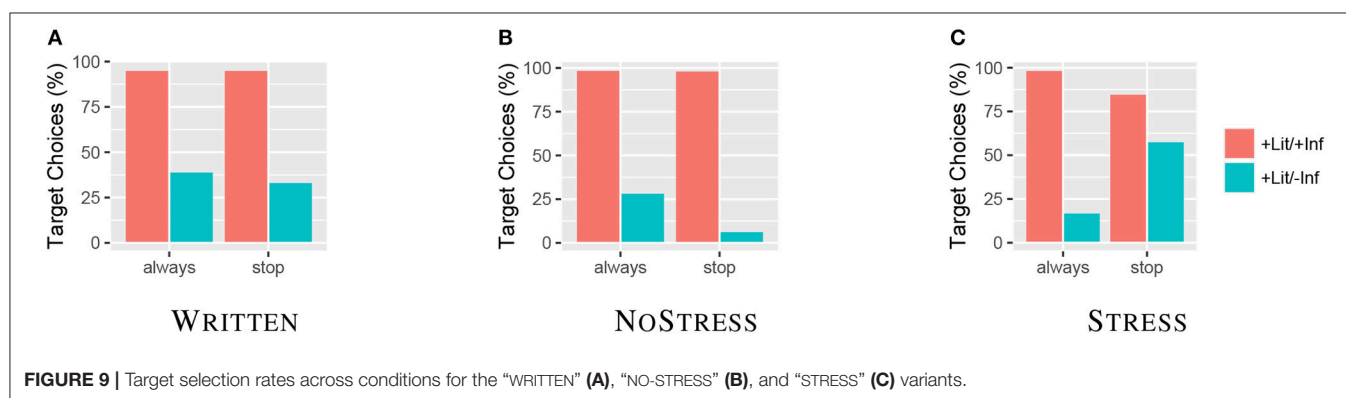 A
B
C
Target Choices (%)
100
75
50
25
0
always stop
Target Choices (%)
100
75
50
25
0
always stop
Target Choices (%)
100
75
50
25
0
always stop
+Lit/+Inf
+Lit/-Inf
WRITTEN
NOSTRESS
STRESS
FIGURE 9 | Target selection rates across conditions for the “WRITTEN” (A), “NO-STRESS” (B), and “STRESS” (C) variants.